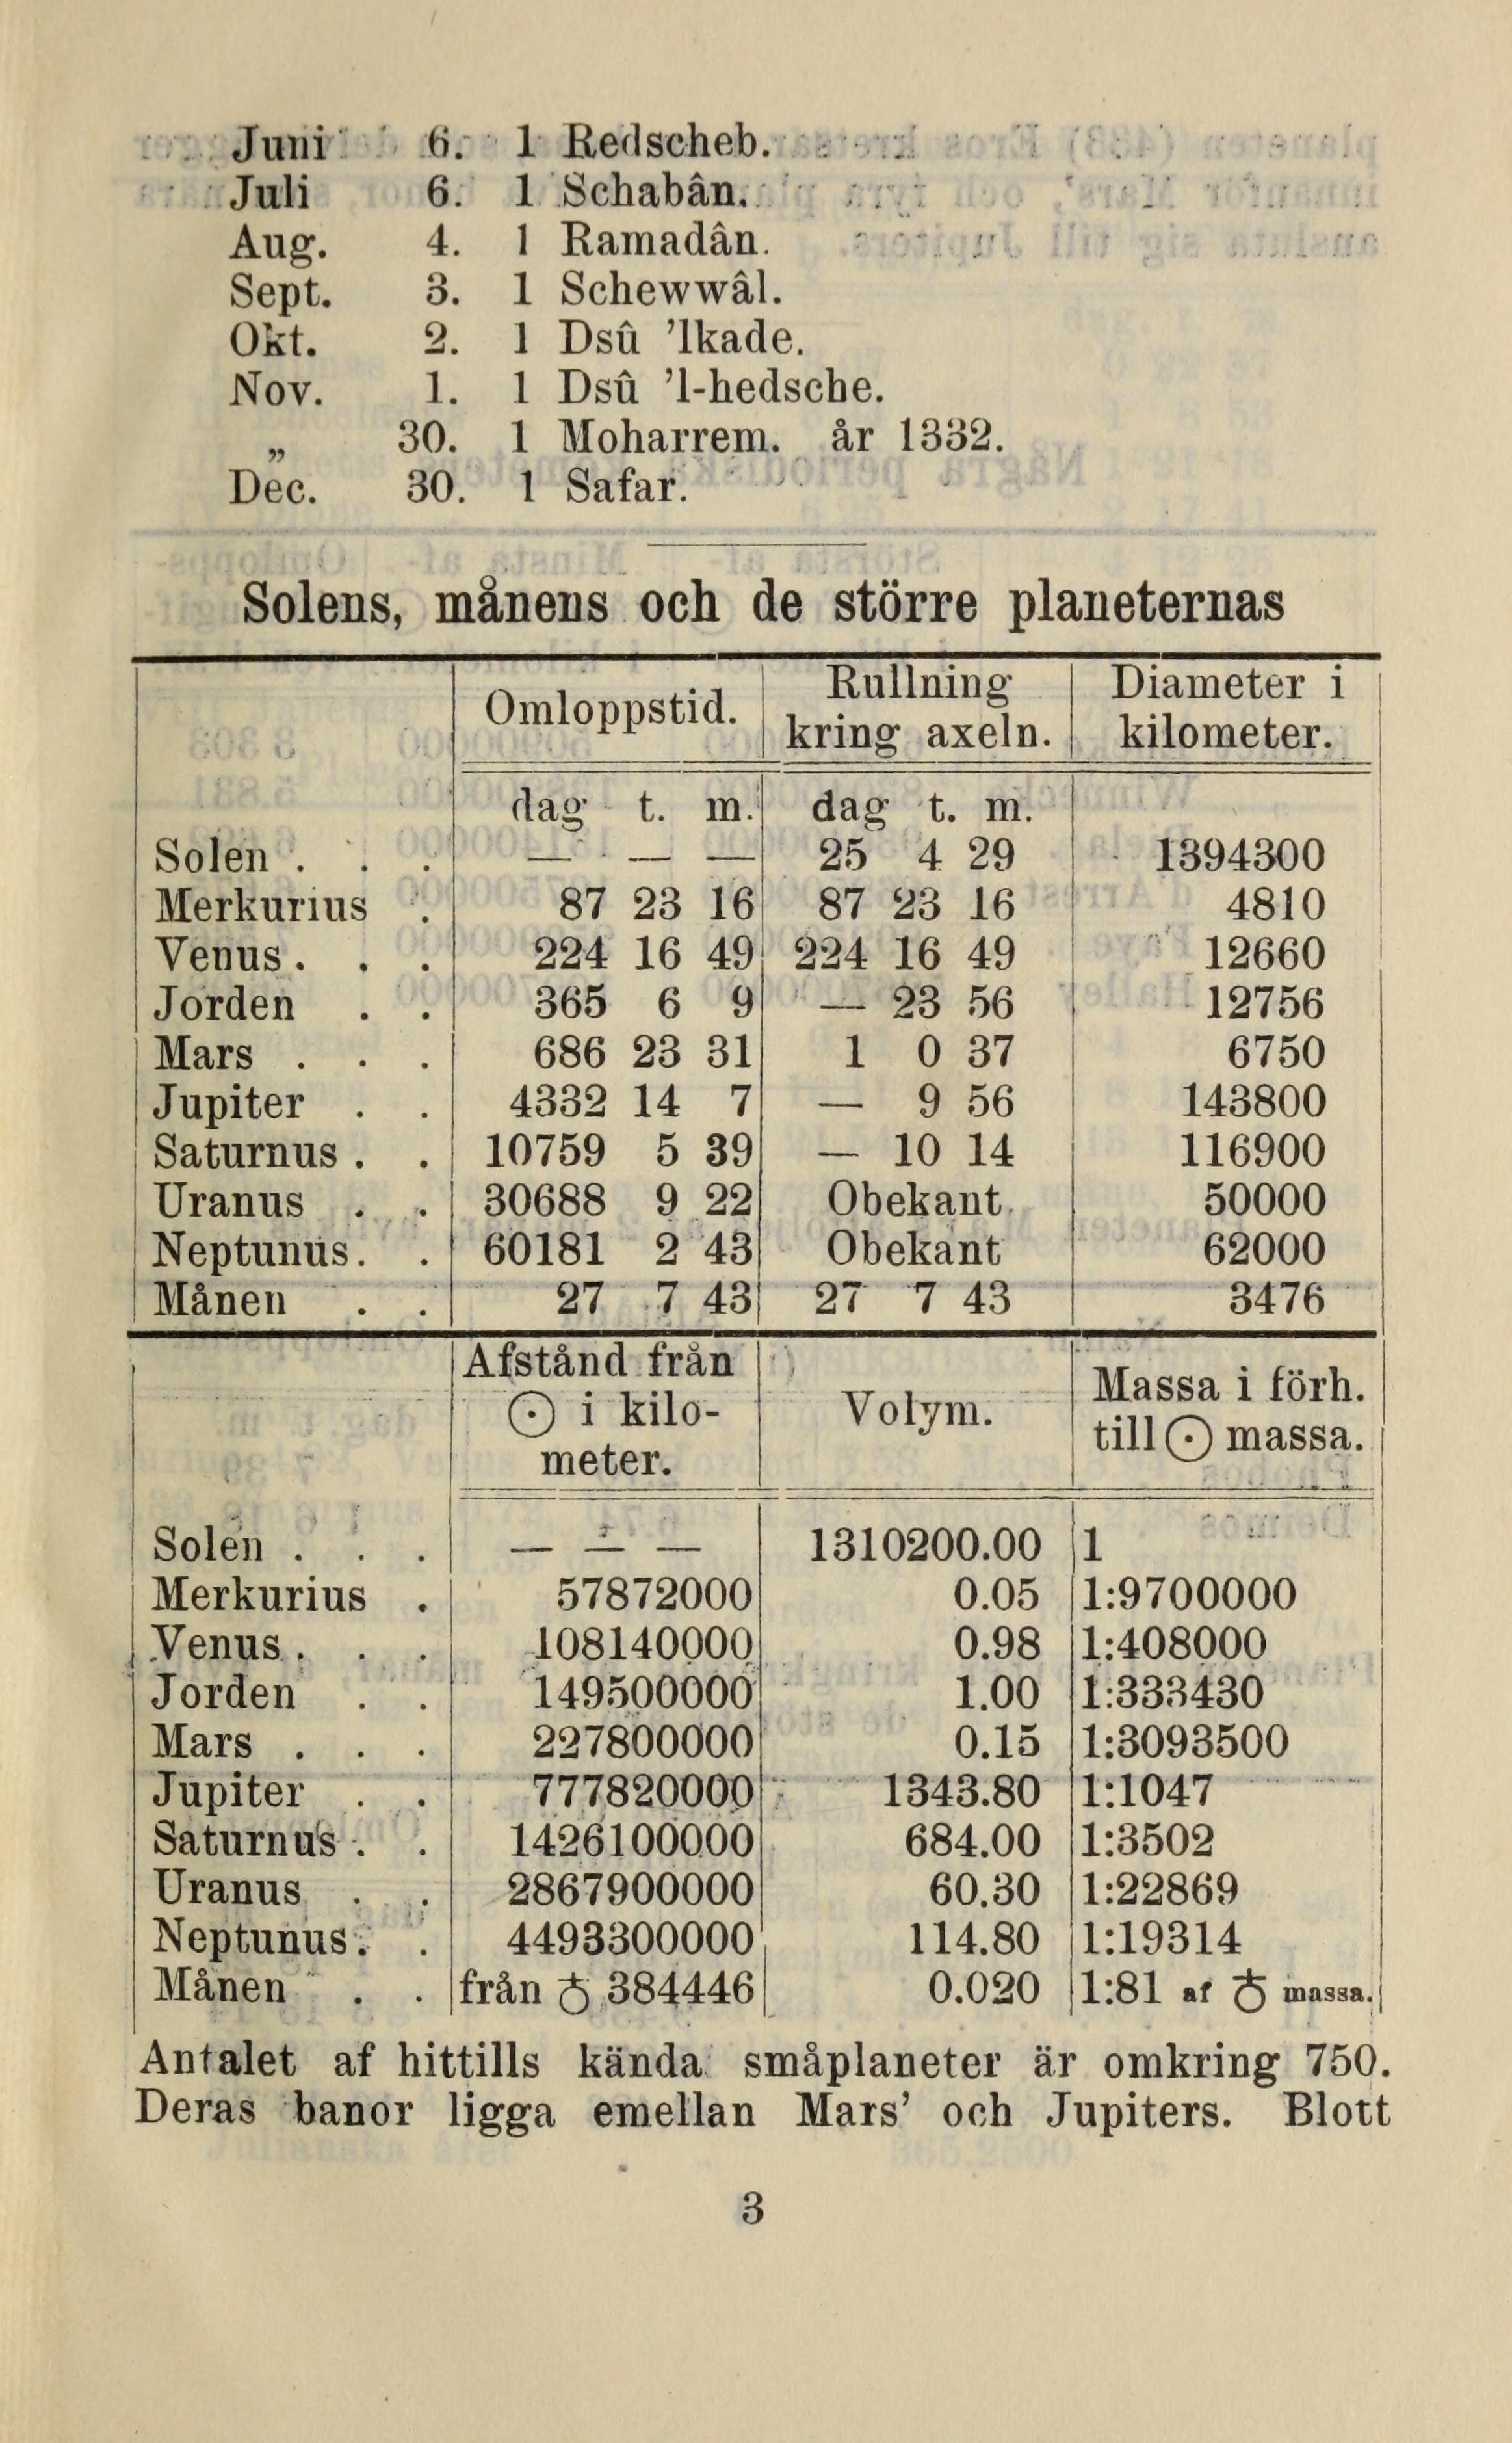 Juni 6. 1 Redscheb.
Juli 6. 1 Schabân.
Aug. 4. 1 Ramadân.
Sept. 3. 1 Schewwâl.
Okt. 2. 1 Dsû ’lkade.
Nov. 1. 1 Dsû ’l-hedsche.
„ 30. 1 Moharrem. år 1332.
Dec. 30. 1 Safar.
Solens, månens och de större planeternas
Omloppstid. Rullning kring axeln. Diameter i kilometer.
dag t. m. dag t. m.
Solen . . . — — — 25 4 29 1394300
Merkurius . 87 23 16 87 23 16 4810
Venus . . . 224 16 49 224 16 49 12660
Jorden . . 365 6 9 — 23 56 12756
Mars . . . 686 23 31 1 0 37 6750
Jupiter . . 4332 14 7 — 9 56 143800
Saturnus . . 10759 5 39 — 10 14 116900
Uranus . . 30688 9 22 Obekant 50000
Neptunus . . 60181 2 43 Obekant 62000
Månen . . 27 7 43 27 7 43 3476
Afstånd från ☉ i kilo-meter. Volym. Massa i förh. till ☉ massa.
Solen . . . — — — 1310200.00 1
Merkurius . 57872000 0.05 1:9700000
Venus . . . 108140000 0.98 1:408000
Jorden . . 149500000 1.00 1:333430
Mars . . . 227800000 0.15 1:3093500
Jupiter . . 777820000 1343.80 1:1047
Saturnus . . 1426100000 684.00 1:3502
Uranus . . 2867900000 60.30 1:22869
Neptunus . . 4493300000 114.80 1:19314
Månen . . från ♁ 384446 0.020 1:81 af ♁ massa.
Antalet af hittills kända småplaneter är omkring 750.
Deras banor ligga emellan Mars’ och Jupiters. Blott
3